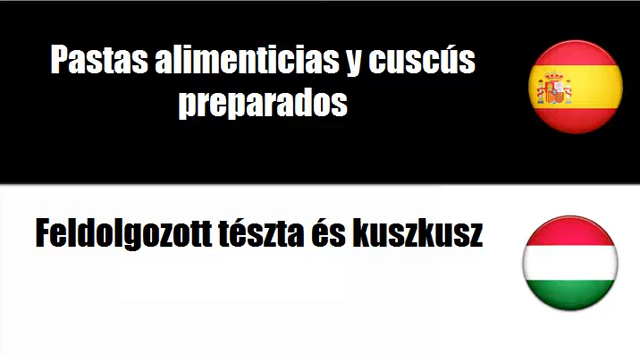 Pastas alimenticias y cuscús
preparados
Feldolgozott tészta és kuszkusz